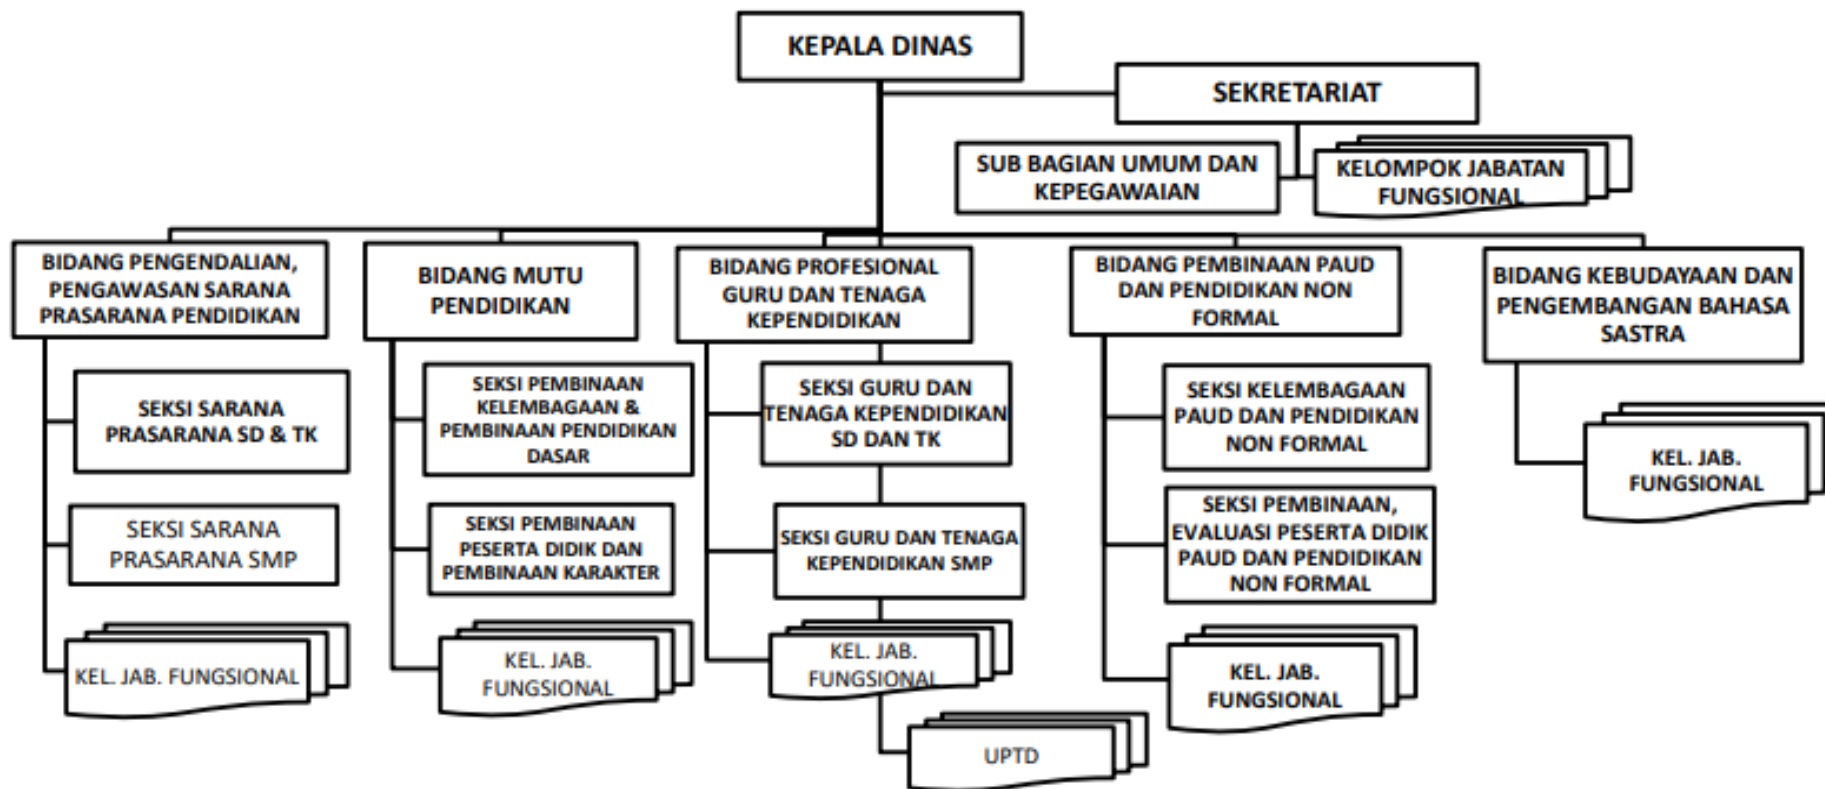 KEPALA DINAS
SEKRETARIAT
SUB BAGIAN UMUM DAN
KEPEGAWAIAN
KELOMPOK JABATAN
FUNGSIONAL
BIDANG PENGENDALIAN,
PENGAWASAN SARANA
PRASARANA PENDIDIKAN
SEKSI SARANA
PRASARANA SD & TK
SEKSI SARANA
PRASARANA SMP
KEL. JAB. FUNGSIONAL
BIDANG MUTU
PENDIDIKAN
SEKSI PEMBINAAN
KELEMBAGAAN &
PEMBINAAN PENDIDIKAN
DASAR
SEKSI PEMBINAAN
PESERTA DIDIK DAN
PEMBINAAN KARAKTER
KEL. JAB.
FUNGSIONAL
BIDANG PROFESIONAL
GURU DAN TENAGA
KEPENDIDIKAN
SEKSI GURU DAN
TENAGA KEPENDIDIKAN
SD DAN TK
SEKSI GURU DAN TENAGA
KEPENDIDIKAN SMP
KEL. JAB.
FUNGSIONAL
UPTD
BIDANG PEMBINAAN PAUD
DAN PENDIDIKAN NON
FORMAL
SEKSI KELEMBAGAAN
PAUD DAN PENDIDIKAN
NON FORMAL
SEKSI PEMBINAAN,
EVALUASI PESERTA DIDIK
PAUD DAN PENDIDIKAN
NON FORMAL
KEL. JAB.
FUNGSIONAL
BIDANG KEBUDAYAAN DAN
PENGEMBANGAN BAHASA
SASTRA
KEL. JAB.
FUNGSIONAL